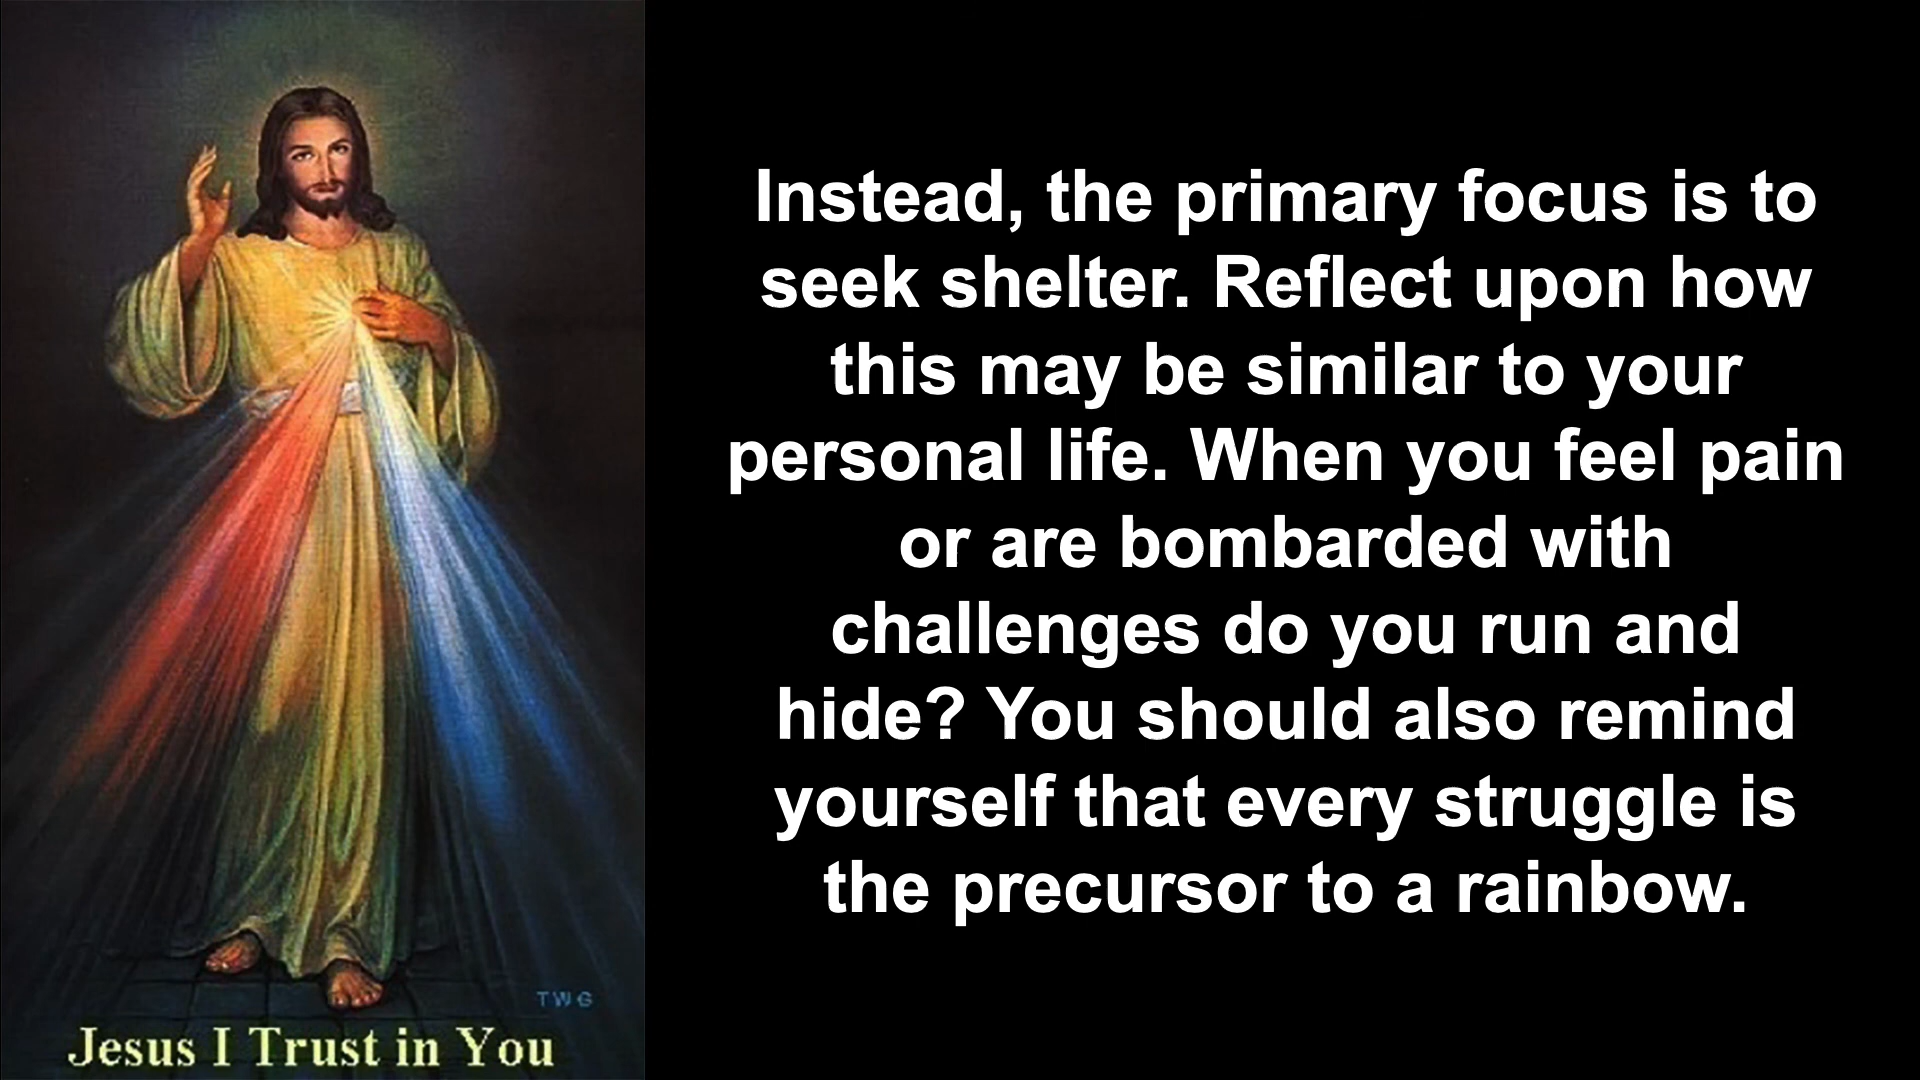 Instead, the primary focus is to
seek shelter. Reflect upon how
this may be similar to your
personal life. When you feel pain
or are bombarded with
challenges do you run and
hide? You should also remind
yourself that every struggle is
the precursor to a rainbow.
TWG
Jesus I Trust in You